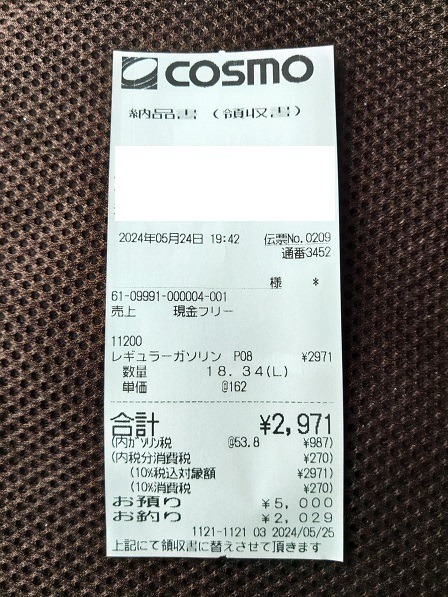 COSMO
納品書(領収書)
2024年05月24日 19:42 伝票No.0209
通番3452
様 *
61-09991-000004-001
売上 現金フリー
11200
レギュラーガソリン P08 ¥2971
数量 18.34(L)
単価 @162
合計 ¥2,971
(内ガソリン税 @53.8 ¥987)
(内税分消費税 ¥270)
(10%税込対象額 ¥2971)
(10%消費税 ¥270)
お預り ¥5,000
お釣り ¥2,029
1121-1121 03 2024/05/25
上記にて領収書に替えさせて頂きます